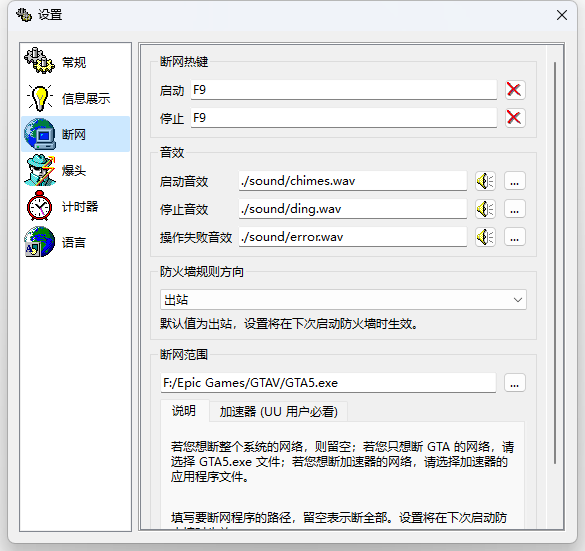 设置
常规
信息展示
断网
爆头
计时器
语言
断网热键
启动 F9
停止 F9
音效
启动音效 ./sound/chimes.wav ...
停止音效 ./sound/ding.wav ...
操作失败音效 ./sound/error.wav ...
防火墙规则方向
出站
默认值为出站，设置将在下次启动防火墙时生效。
断网范围
F:/Epic Games/GTAV/GTA5.exe ...
说明 加速器 (UU 用户必看)
若您想断整个系统的网络，则留空；若您只想断 GTA 的网络，请
选择 GTA5.exe 文件；若您想断加速器的网络，请选择加速器的
应用程序文件。
填写要断网程序的路径，留空表示断全部。设置将在下次启动防